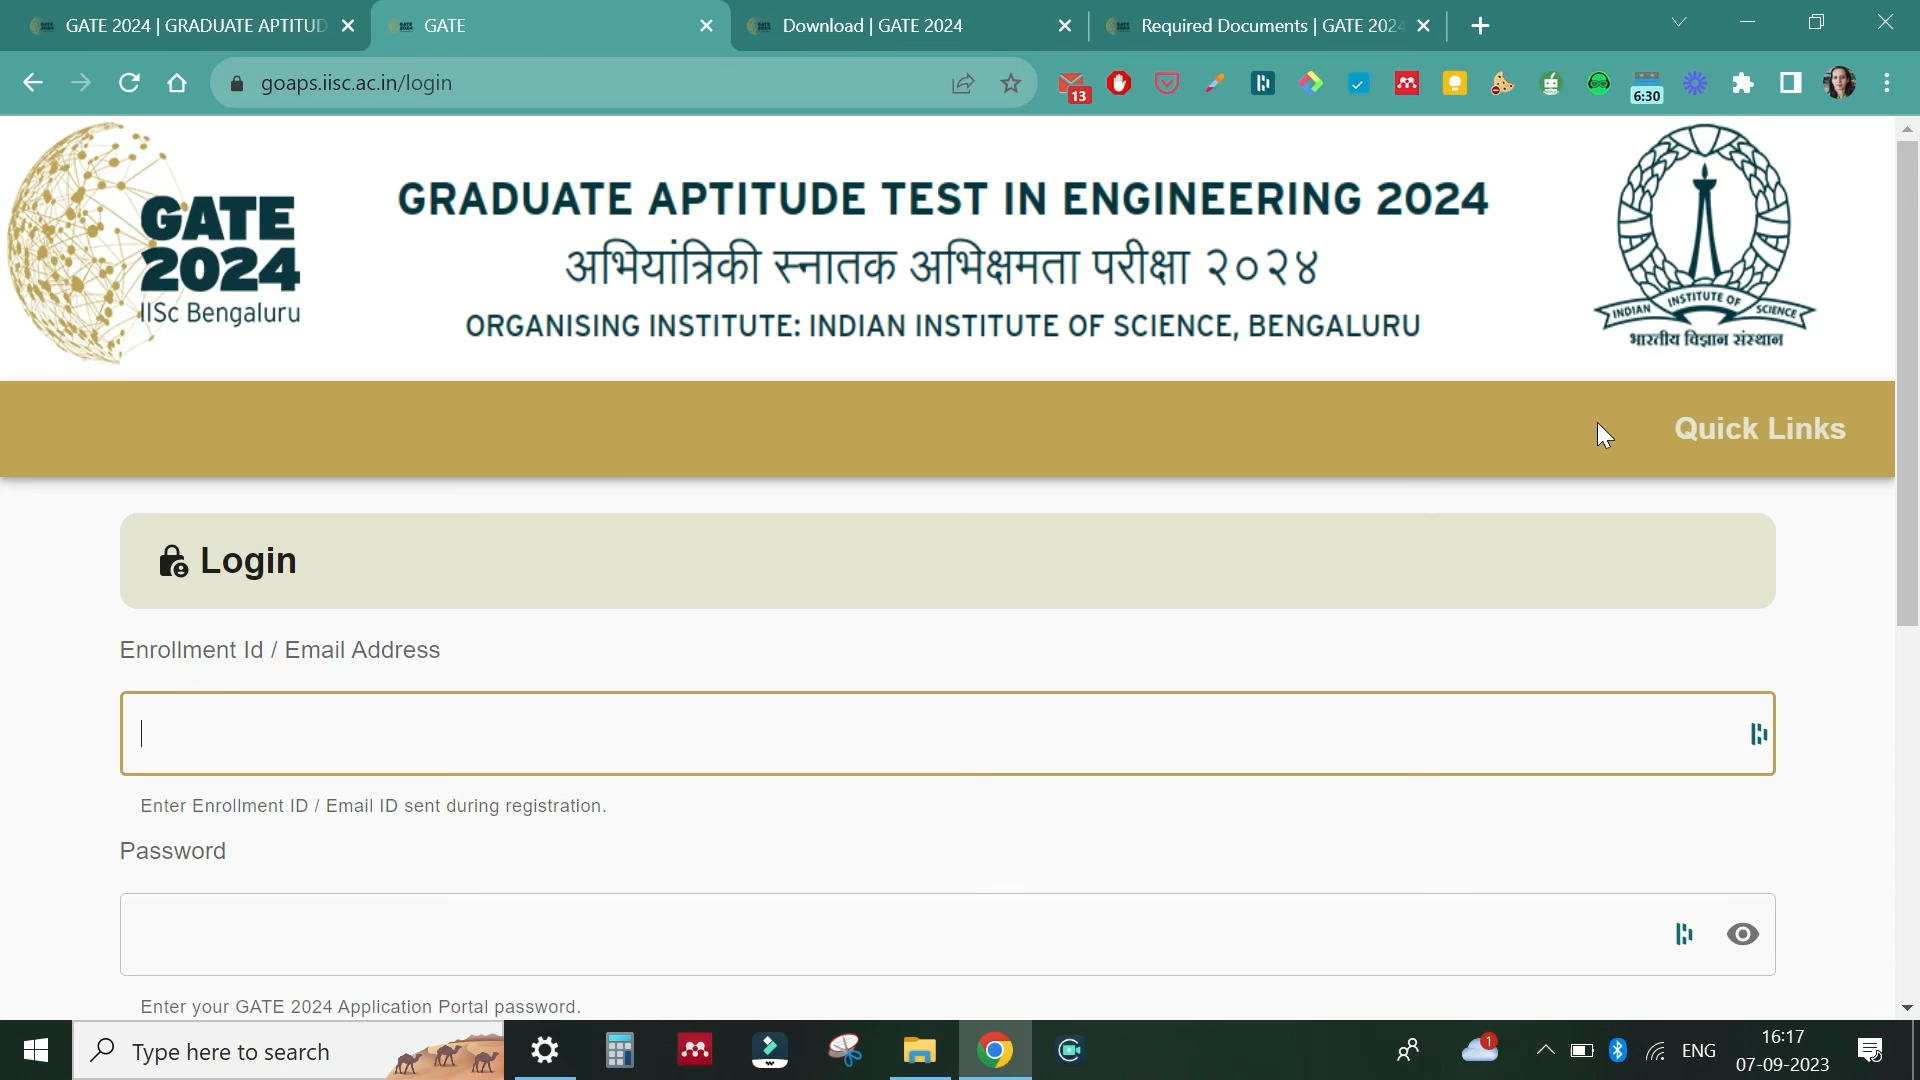 GATE 2024 | GRADUATE APTITUD
GATE
Download | GATE 2024
Required Documents | GATE 202
goaps.iisc.ac.in/login
13
6:30
GATE
2024
IISc Bengaluru
GRADUATE APTITUDE TEST IN ENGINEERING 2024
अभियांत्रिकी स्नातक अभिक्षमता परीक्षा २०२४
ORGANISING INSTITUTE: INDIAN INSTITUTE OF SCIENCE, BENGALURU
INDIAN INSTITUTE OF SCIENCE
भारतीय विज्ञान संस्थान
Quick Links
Login
Enrollment Id / Email Address
Enter Enrollment ID / Email ID sent during registration.
Password
Enter your GATE 2024 Application Portal password.
Type here to search
1
ENG
16:17
07-09-2023